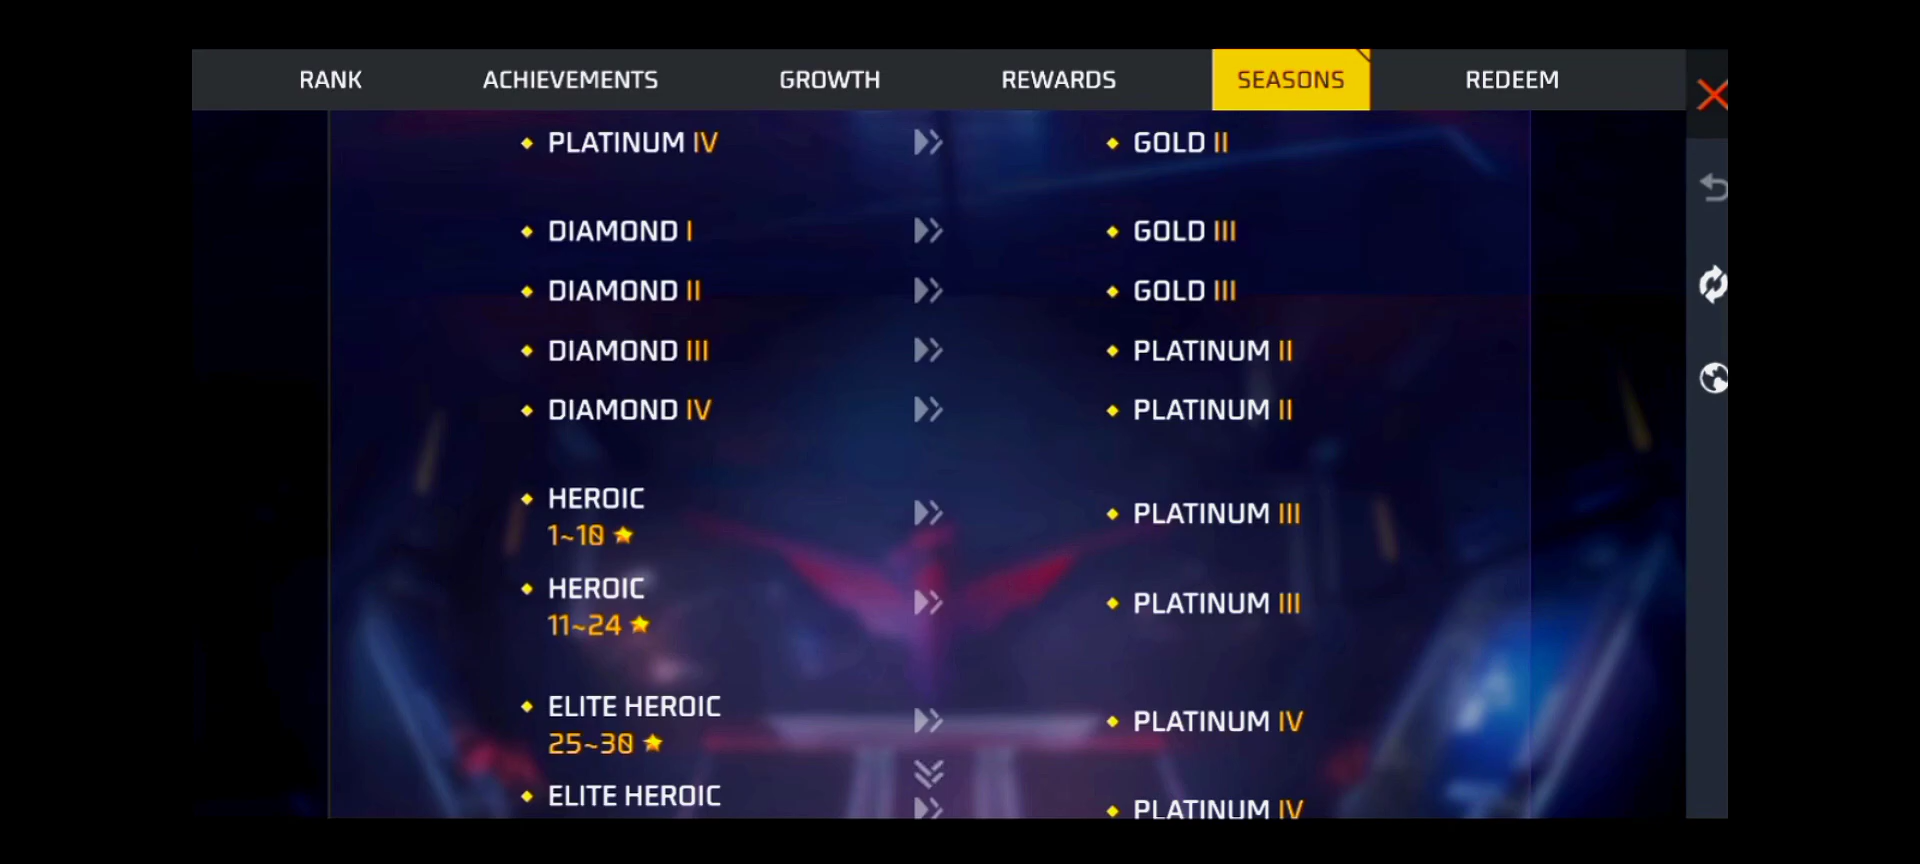 RANK ACHIEVEMENTS GROWTH REWARDS SEASONS REDEEM
PLATINUM IV GOLD II
DIAMOND I GOLD III
DIAMOND II GOLD III
DIAMOND III PLATINUM II
DIAMOND IV PLATINUM II
HEROIC
1~10 PLATINUM III
HEROIC
11~24 PLATINUM III
ELITE HEROIC
25~30 PLATINUM IV
ELITE HEROIC
PLATINUM IV